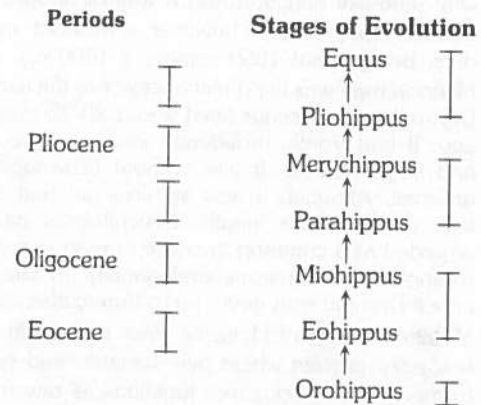 Periods
Stages of Evolution
Equus
Pliohippus
Pliocene
Merychippus
Parahippus
Oligocene
Miohippus
Eocene
Eohippus
Orohippus